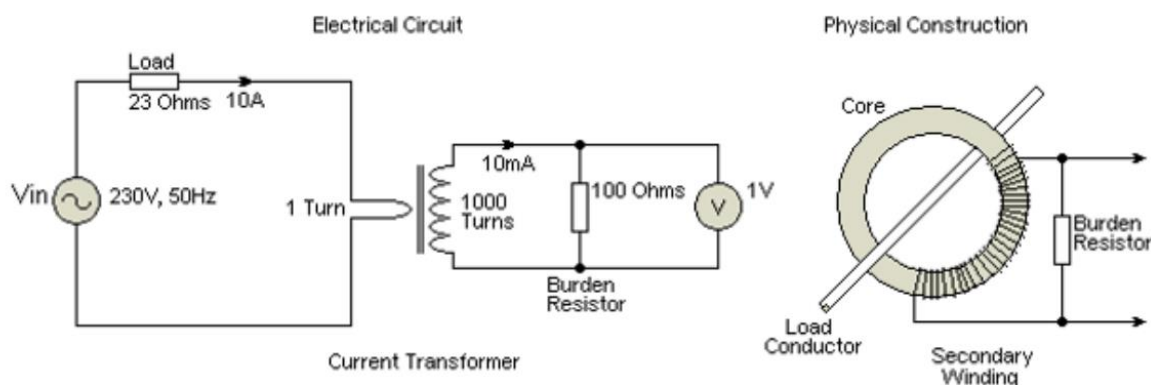 Electrical Circuit
Physical Construction
Load
23 Ohms
10A
Vin
230V, 50Hz
1 Turn
10mA
1000
Turns
100 Ohms
V
1V
Burden
Resistor
Current Transformer
Core
Burden
Resistor
Load
Conductor
Secondary
Winding